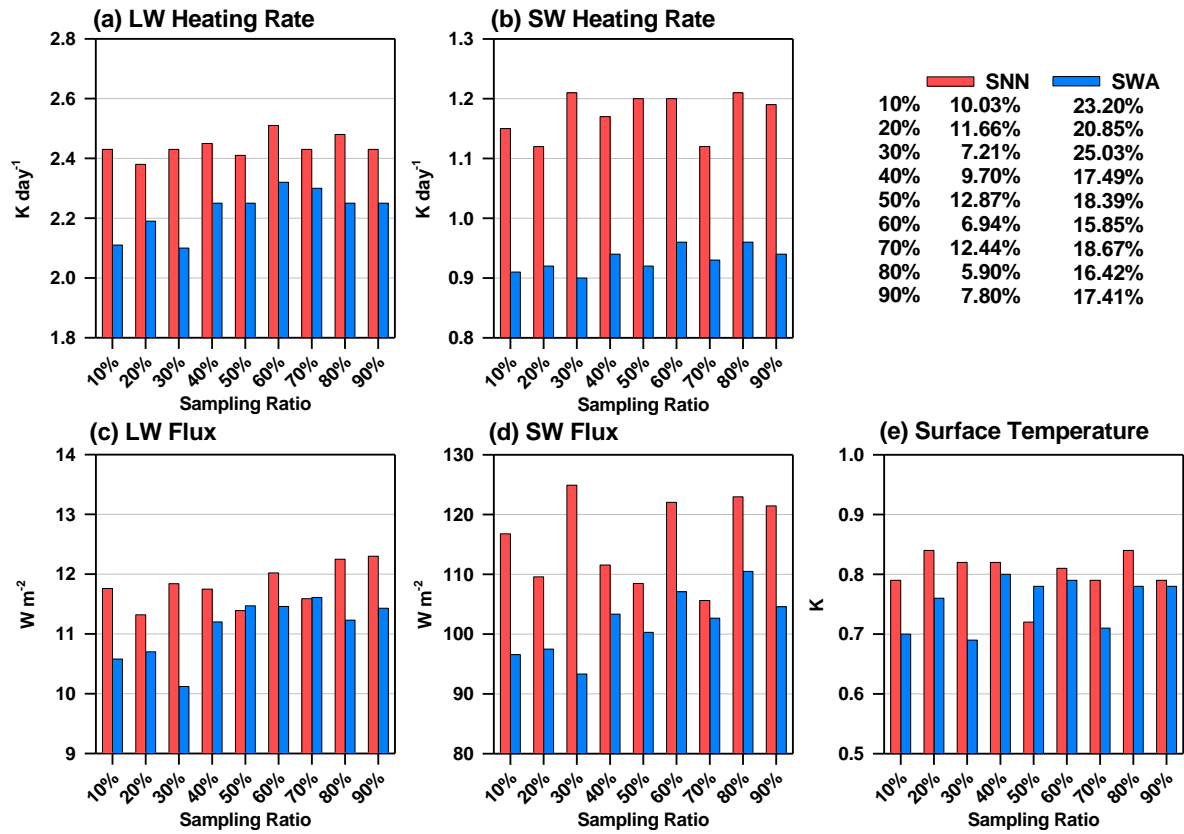 (a) LW Heating Rate
2.8
2.6
2.4
2.2
2.0
1.8
K day-1
10% 20% 30% 40% 50% 60% 70% 80% 90%
Sampling Ratio
(b) SW Heating Rate
1.3
1.2
1.1
1.0
0.9
0.8
K day-1
10% 20% 30% 40% 50% 60% 70% 80% 90%
Sampling Ratio
SNN SWA
10% 10.03% 23.20%
20% 11.66% 20.85%
30% 7.21% 25.03%
40% 9.70% 17.49%
50% 12.87% 18.39%
60% 6.94% 15.85%
70% 12.44% 18.67%
80% 5.90% 16.42%
90% 7.80% 17.41%
(c) LW Flux
14
13
12
11
10
9
W m-2
10% 20% 30% 40% 50% 60% 70% 80% 90%
Sampling Ratio
(d) SW Flux
130
120
110
100
90
80
W m-2
10% 20% 30% 40% 50% 60% 70% 80% 90%
Sampling Ratio
(e) Surface Temperature
1.0
0.9
0.8
0.7
0.6
0.5
K
10% 20% 30% 40% 50% 60% 70% 80% 90%
Sampling Ratio